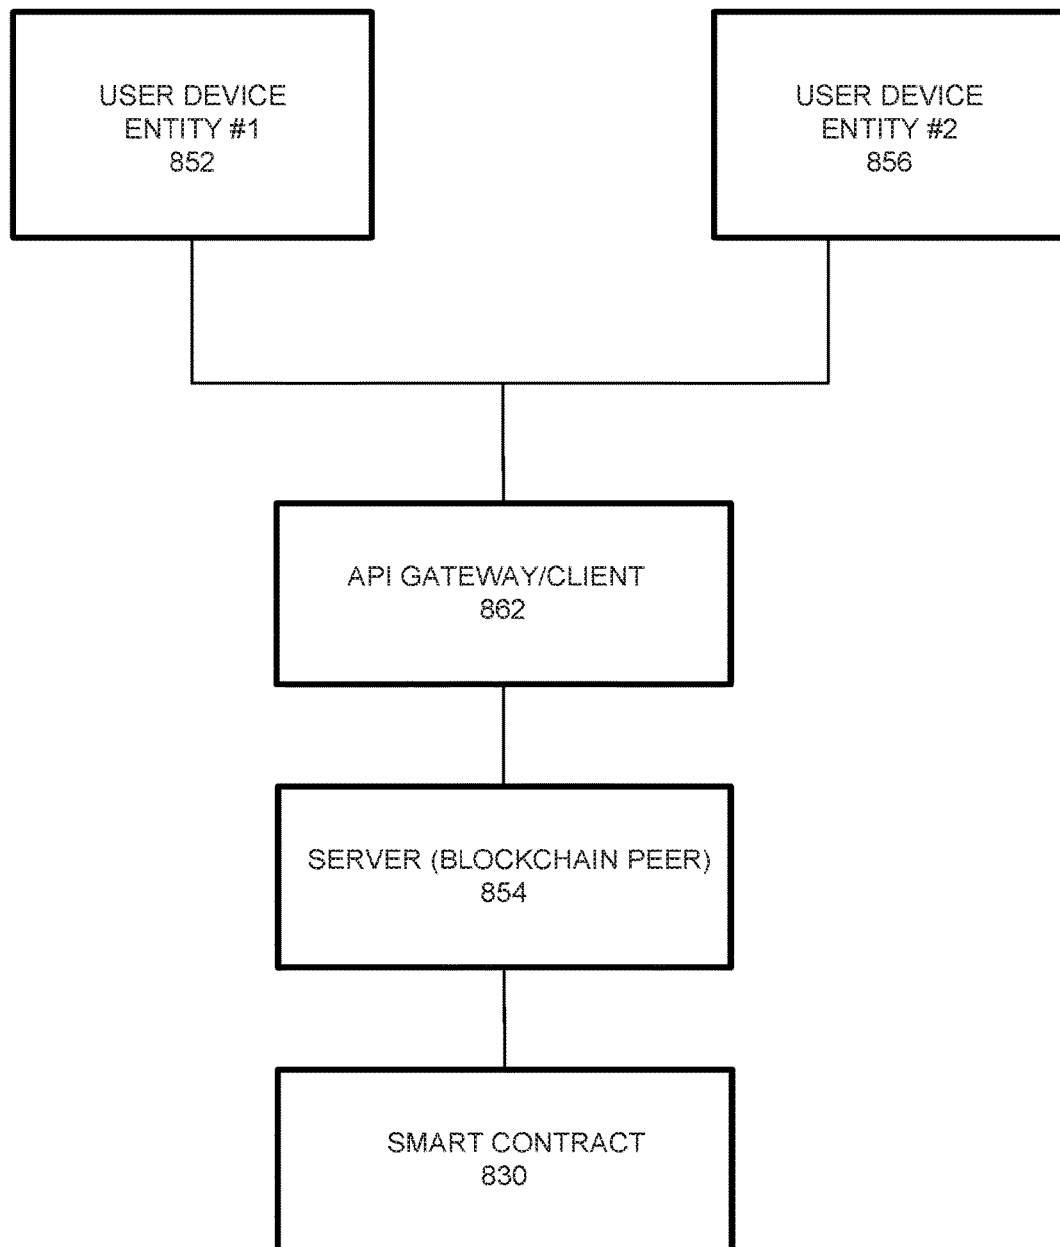 USER DEVICE
ENTITY #1
852
USER DEVICE
ENTITY #2
856
API GATEWAY/CLIENT
862
SERVER (BLOCKCHAIN PEER)
854
SMART CONTRACT
830